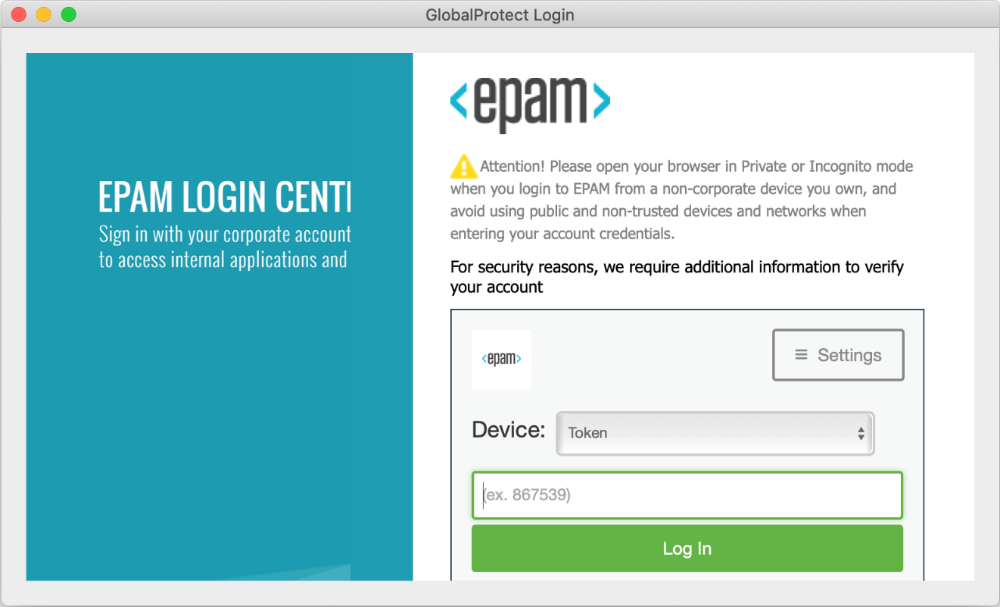 GlobalProtect Login
EPAM LOGIN CENT
Sign in with your corporate account
to access internal applications and
<epam>
Attention! Please open your browser in Private or Incognito mode
when you login to EPAM from a non-corporate device you own, and
avoid using public and non-trusted devices and networks when
entering your account credentials.
For security reasons, we require additional information to verify
your account
<epam>
≡ Settings
Device: Token
(ex. 867539)
Log In